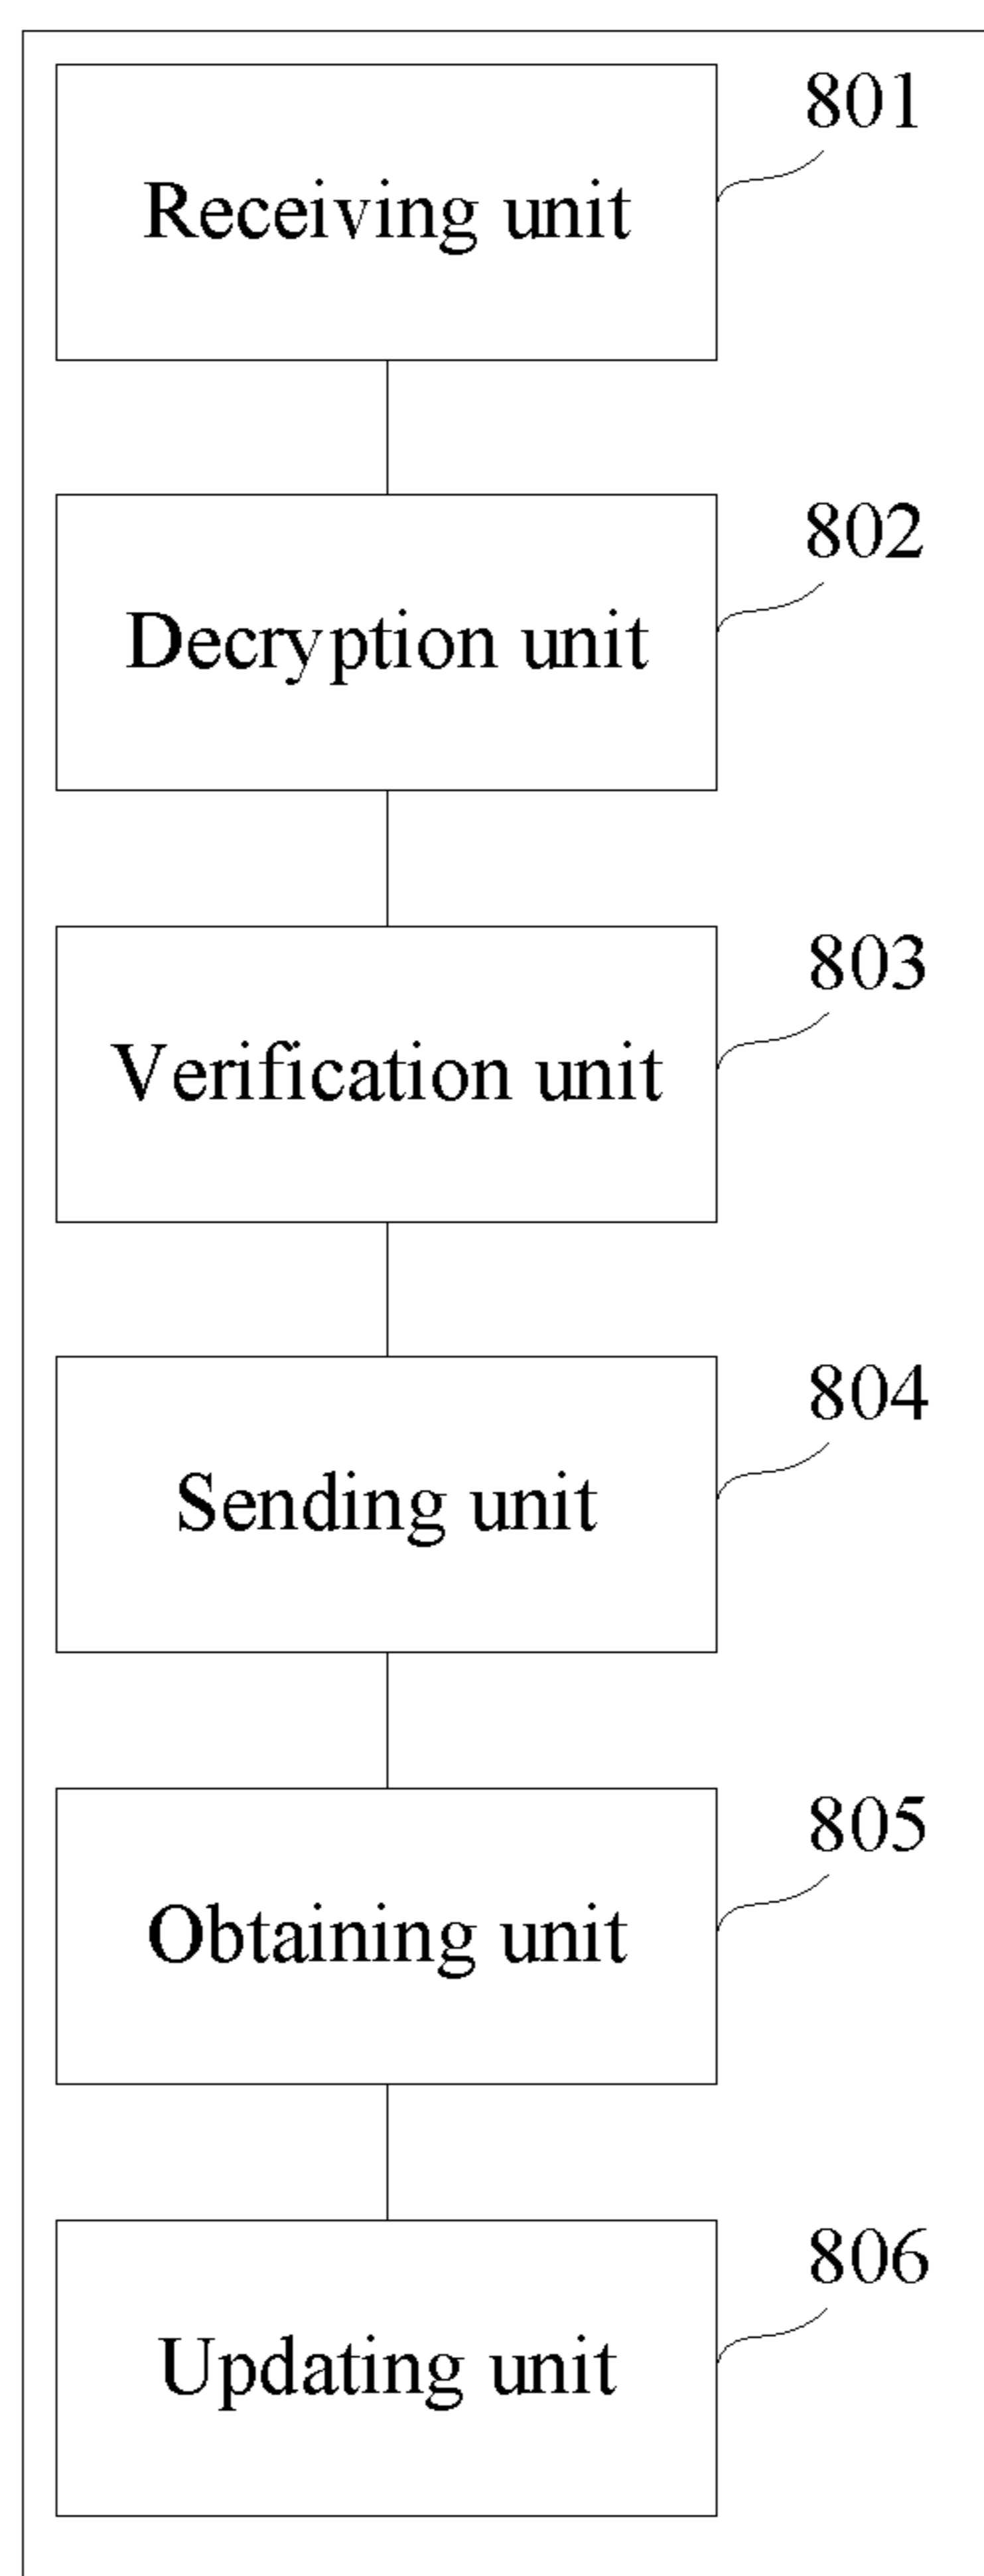 801
Receiving unit
802
Decryption unit
803
Verification unit
804
Sending unit
805
Obtaining unit
806
Updating unit